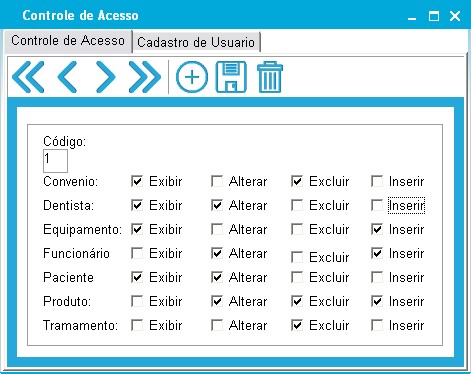 Controle de Acesso
Controle de Acesso Cadastro de Usuario
Código:
1
Convenio: Exibir Alterar Excluir Inserir
Dentista: Exibir Alterar Excluir Inserir
Equipamento: Exibir Alterar Excluir Inserir
Funcionário Exibir Alterar Excluir Inserir
Paciente Exibir Alterar Excluir Inserir
Produto: Exibir Alterar Excluir Inserir
Tramamento: Exibir Alterar Excluir Inserir